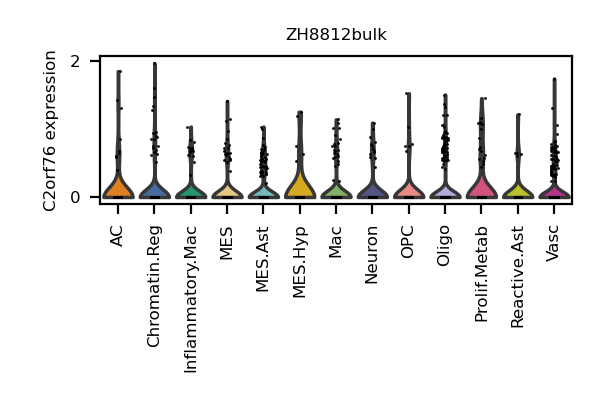 ZH8812bulk
C2orf76 expression
2
0
AC
Chromatin.Reg
Inflammatory.Mac
MES
MES.Ast
MES.Hyp
Mac
Neuron
OPC
Oligo
Prolif.Metab
Reactive.Ast
Vasc